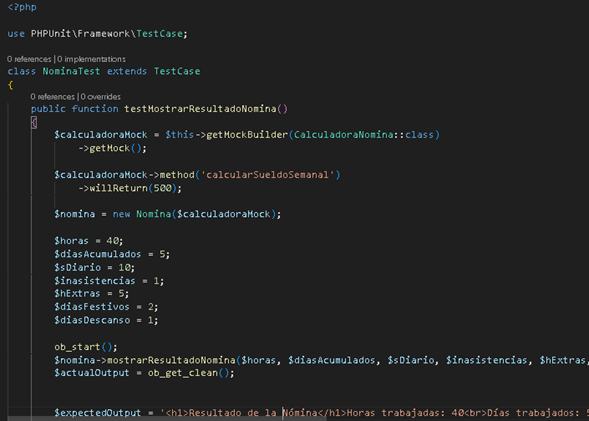 <?php
use PHPUnit\Framework\TestCase;
0 references | 0 implementations
class NominaTest extends TestCase
{
0 references | 0 overrides
public function testMostrarResultadoNomina()
{
$calculadoraMock = $this->getMockBuilder(CalculadoraNomina::class)
->getMock();
$calculadoraMock->method('calcularSueldoSemanal')
->willReturn(500);
$nomina = new Nomina($calculadoraMock);
$horas = 40;
$diasAcumulados = 5;
$sDiario = 10;
$inasistencias = 1;
$hExtras = 5;
$diasFestivos = 2;
$diasDescanso = 1;
ob_start();
$nomina->mostrarResultadoNomina($horas, $diasAcumulados, $sDiario, $inasistencias, $hExtras,
$actualOutput = ob_get_clean();
$expectedOutput = '<h1>Resultado de la Nómina</h1>Horas trabajadas: 40<br>Días trabajados: 5